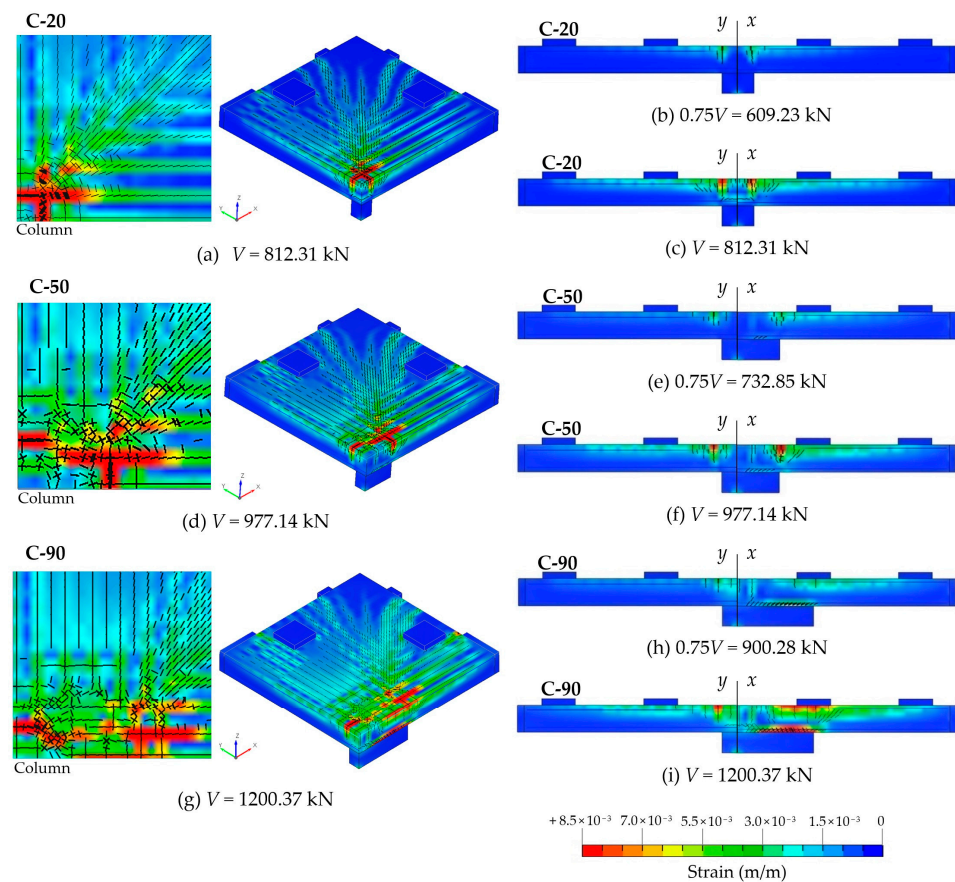 C-20
Column
Y Z X
(a) V = 812.31 kN
C-50
Column
Y Z X
(d) V = 977.14 kN
C-90
Column
Y Z X
(g) V = 1200.37 kN
C-20
y x
(b) 0.75V = 609.23 kN
C-20
y x
(c) V = 812.31 kN
C-50
y x
(e) 0.75V = 732.85 kN
C-50
y x
(f) V = 977.14 kN
C-90
y x
(h) 0.75V = 900.28 kN
C-90
y x
(i) V = 1200.37 kN
+ 8.5×10⁻³ 7.0×10⁻³ 5.5×10⁻³ 3.0×10⁻³ 1.5×10⁻³ 0
Strain (m/m)